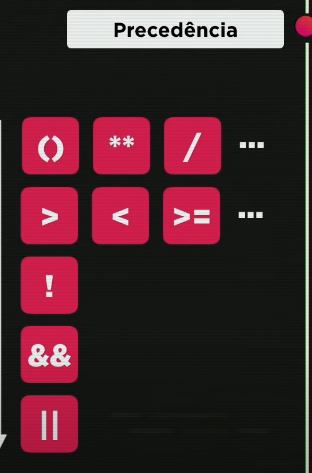 Precedência
() ** / ...
> < >= ...
!
&&
||